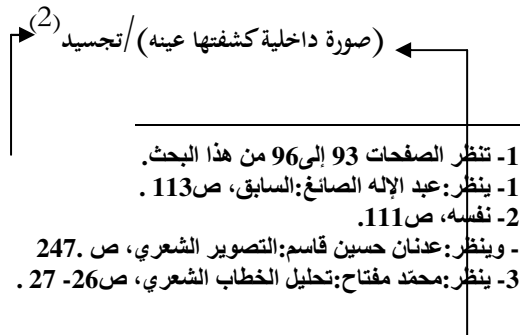 (صورة داخلية كشفتها عينه)/تجسيد(2)
1- تنظر الصفحات 93 إلى96 من هذا البحث.
1- ينظر:عبد الإله الصائغ:السابق، ص113 .
2- نفسه، ص111.
- وينظر:عدنان حسين قاسم:التصوير الشعري، ص .247
3- ينظر:محمّد مفتاح:تحليل الخطاب الشعري، ص26- 27 .